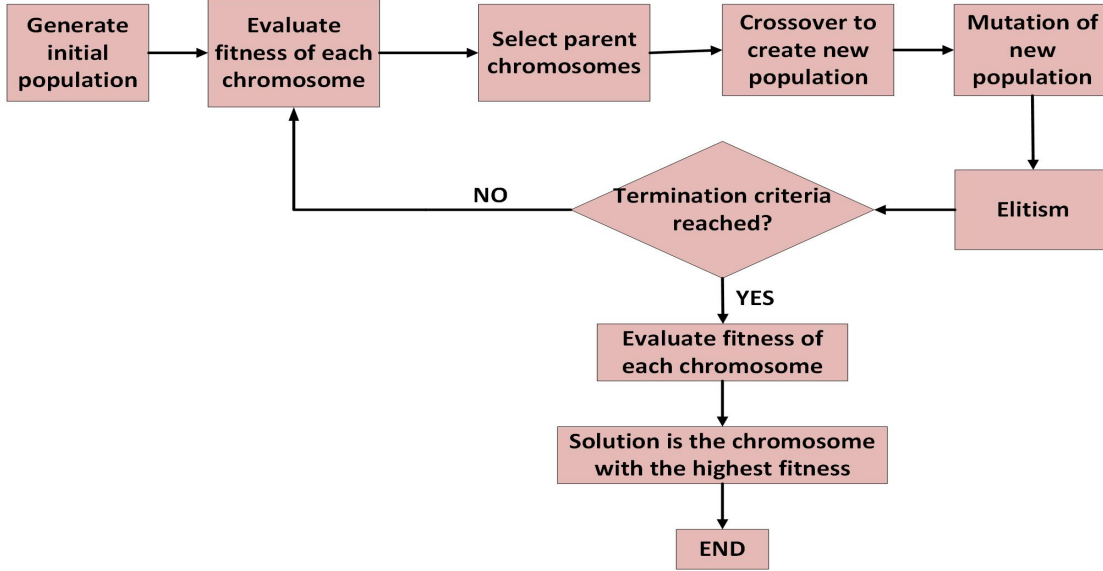 Generate
initial
population
Evaluate
fitness of each
chromosome
Select parent
chromosomes
Crossover to
create new
population
Mutation of
new
population
Elitism
Termination criteria
reached?
NO
YES
Evaluate fitness of
each chromosome
Solution is the chromosome
with the highest fitness
END